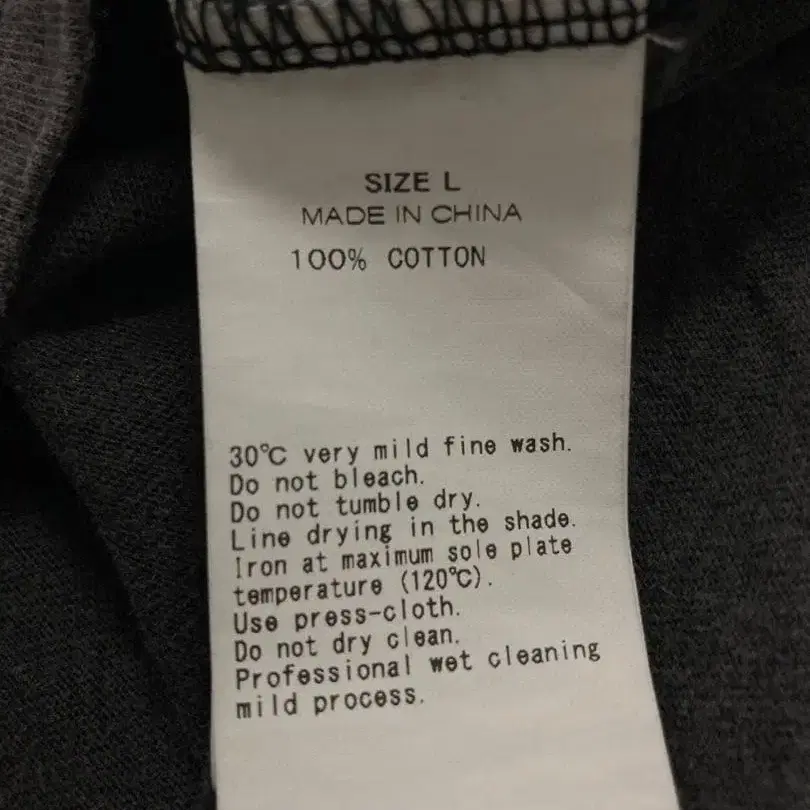 SIZE L
MADE IN CHINA
100% COTTON
30℃ very mild fine wash.
Do not bleach.
Do not tumble dry.
Line drying in the shade.
Iron at maximum sole plate
temperature (120℃).
Use press-cloth.
Do not dry clean.
Professional wet cleaning
mild process.